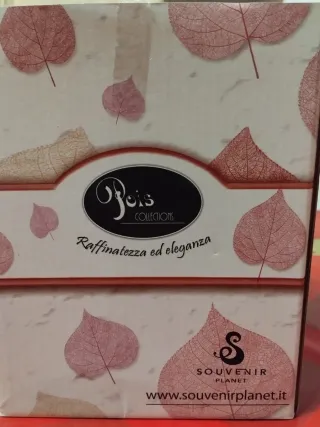 Pois
COLLECTIONS
Raffinatezza ed eleganza
S
SOUVENIR
PLANET
www.souvenirplanet.it